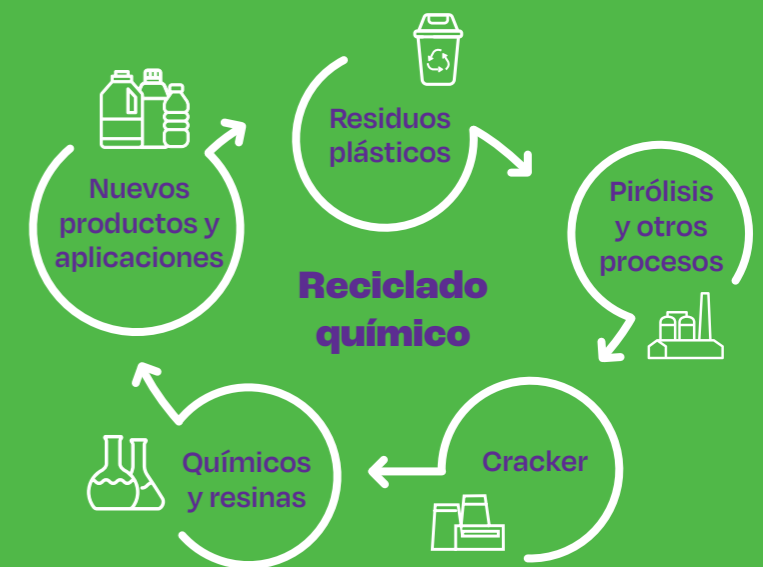 Residuos
plásticos
Pirólisis
y otros
procesos
Cracker
Químicos
y resinas
Nuevos
productos y
aplicaciones
Reciclado
químico